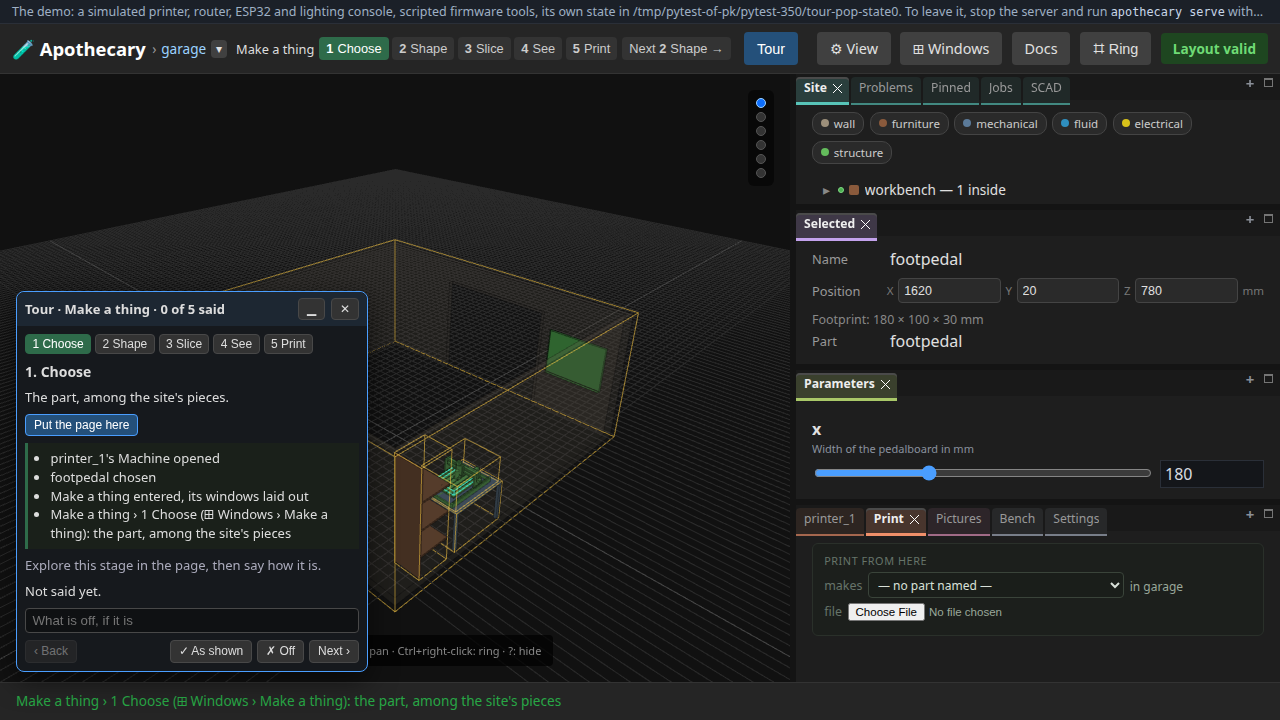 The demo: a simulated printer, router, ESP32 and lighting console, scripted firmware tools, its own state in /tmp/pytest-of-pk/pytest-350/tour-pop-state0. To leave it, stop the server and run apothecary serve with…
Apothecary › garage ▾ Make a thing 1 Choose 2 Shape 3 Slice 4 See 5 Print Next 2 Shape → Tour ⚙ View ⊞ Windows Docs ⌗ Ring Layout valid
Site Problems Pinned Jobs SCAD
wall furniture mechanical fluid electrical
structure
▸ workbench — 1 inside
Selected
Name footpedal
Position X 1620 Y 20 Z 780 mm
Footprint: 180 × 100 × 30 mm
Part footpedal
Parameters
x
Width of the pedalboard in mm
180
printer_1 Print Pictures Bench Settings
PRINT FROM HERE
makes — no part named — in garage
file Choose File No file chosen
Tour · Make a thing · 0 of 5 said
1 Choose 2 Shape 3 Slice 4 See 5 Print
1. Choose
The part, among the site's pieces.
Put the page here
printer_1's Machine opened
footpedal chosen
Make a thing entered, its windows laid out
Make a thing › 1 Choose (⊞ Windows › Make a
thing): the part, among the site's pieces
Explore this stage in the page, then say how it is.
Not said yet.
What is off, if it is
‹ Back ✓ As shown ✗ Off Next ›
pan · Ctrl+right-click: ring · ?: hide
Make a thing › 1 Choose (⊞ Windows › Make a thing): the part, among the site's pieces